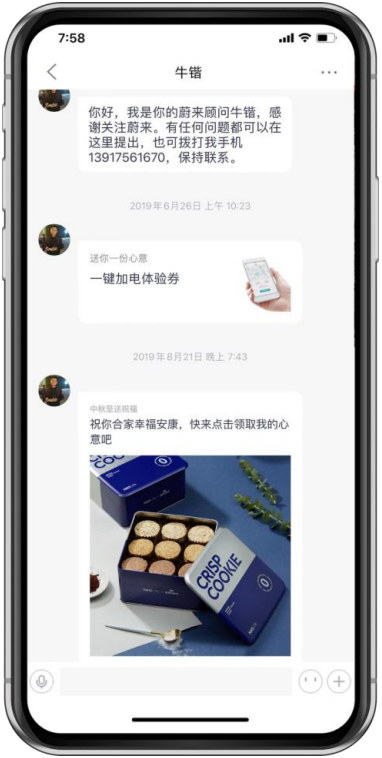 7:58
牛锴
你好，我是你的蔚来顾问牛锴，感
谢关注蔚来。有任何问题都可以在
这里提出，也可拨打我手机
13917561670，保持联系。
2019年6月26日 上午 10:23
送你一份心意
一键加电体验券
2019年8月21日 晚上 7:43
中秋至送祝福
祝你合家幸福安康，快来点击领取我的心
意吧
CRISP
COOKIE
CRISP
COOKIE